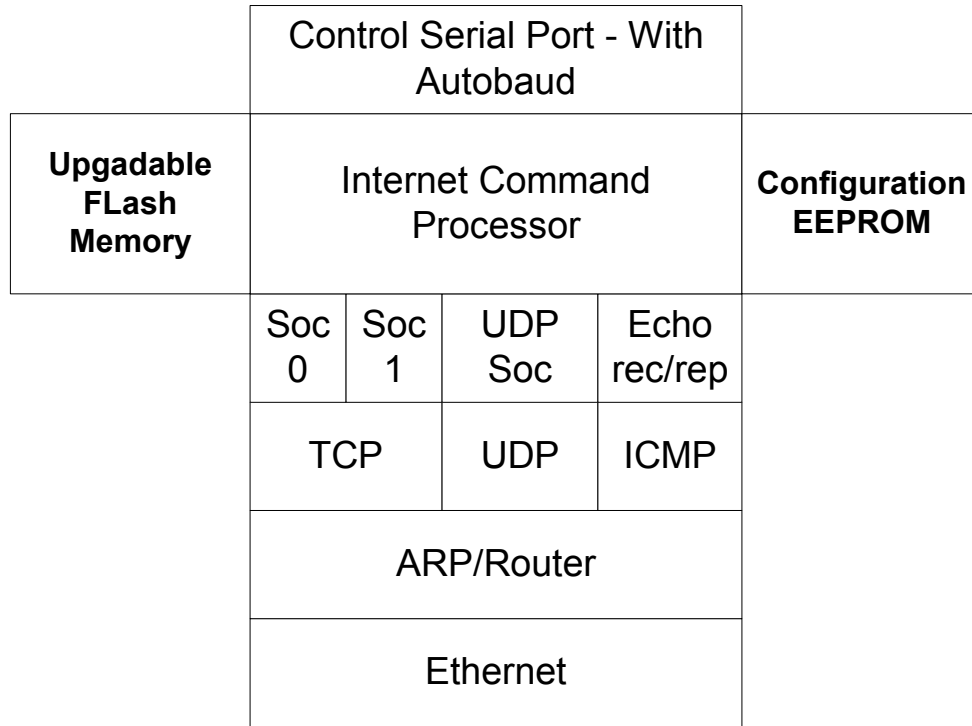 Control Serial Port - With
Autobaud
Upgadable
FLash
Memory
Internet Command
Processor
Configuration
EEPROM
Soc
0
Soc
1
UDP
Soc
Echo
rec/rep
TCP
UDP
ICMP
ARP/Router
Ethernet